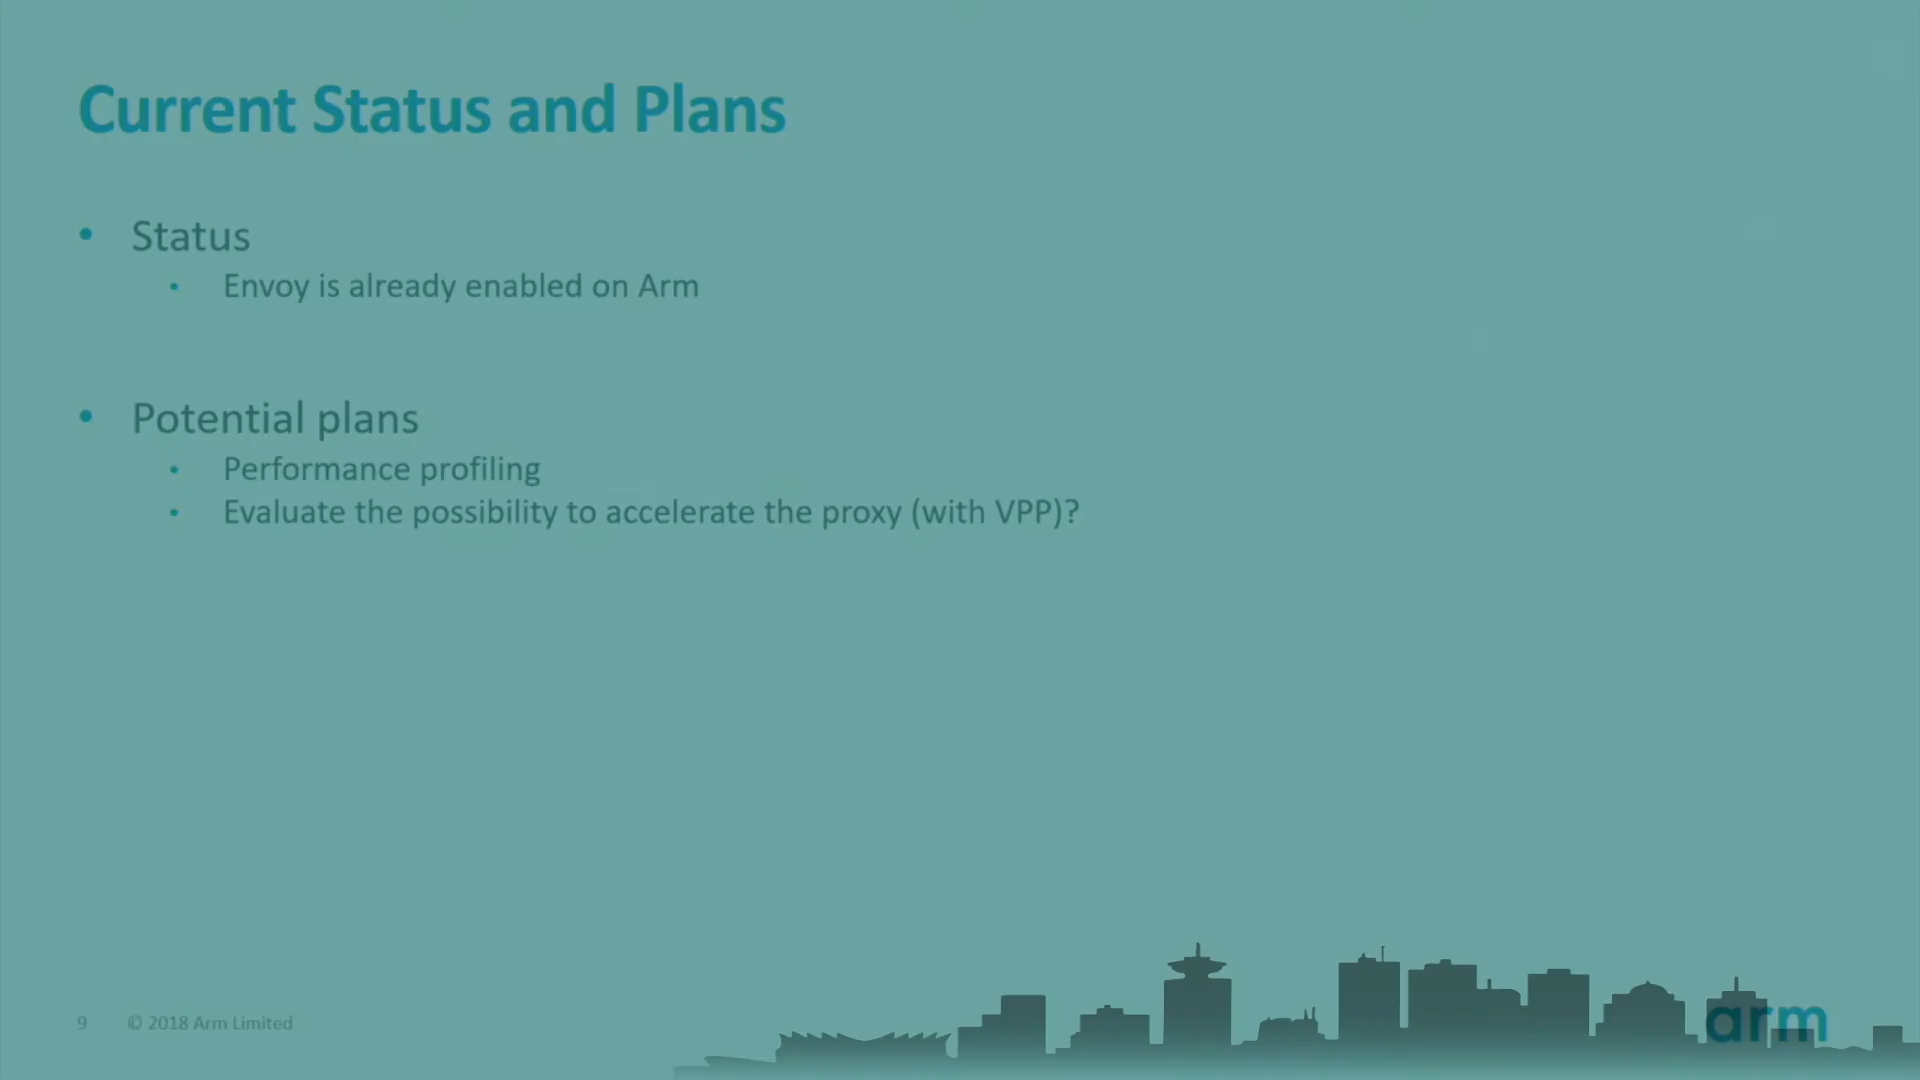 Current Status and Plans
• Status
• Envoy is already enabled on Arm
• Potential plans
• Performance profiling
• Evaluate the possibility to accelerate the proxy (with VPP)?
9 © 2018 Arm Limited
arm